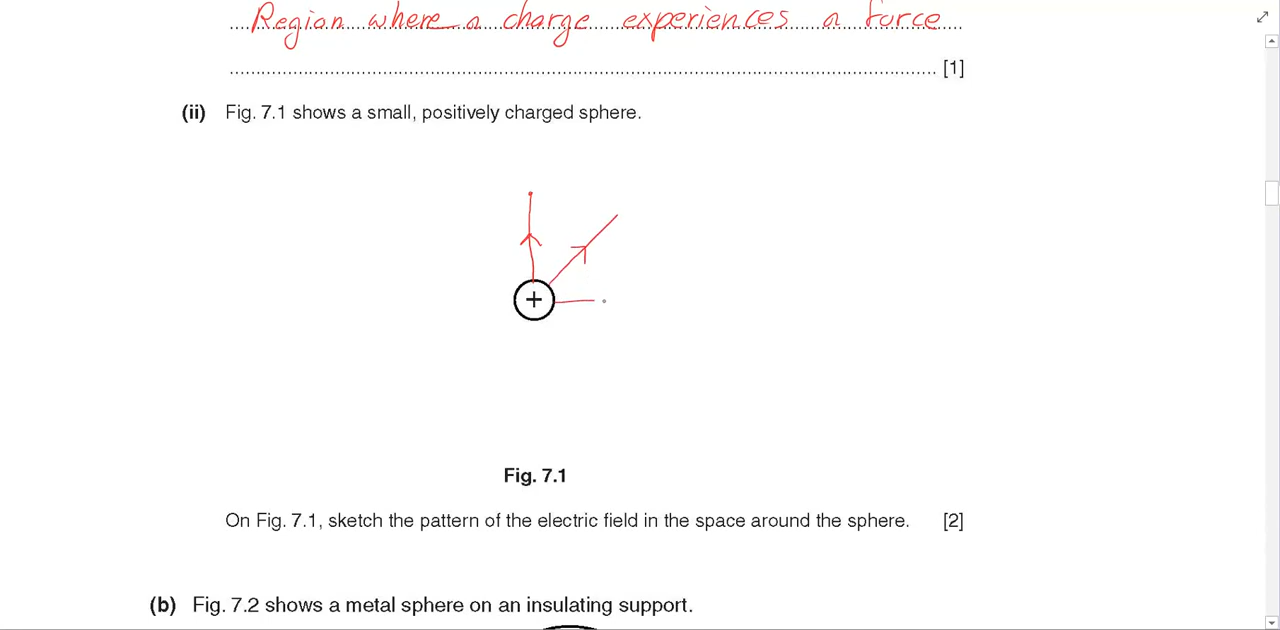 Region where a charge experiences a force
[1]
(ii) Fig. 7.1 shows a small, positively charged sphere.
+
Fig. 7.1
On Fig. 7.1, sketch the pattern of the electric field in the space around the sphere. [2]
(b) Fig. 7.2 shows a metal sphere on an insulating support.